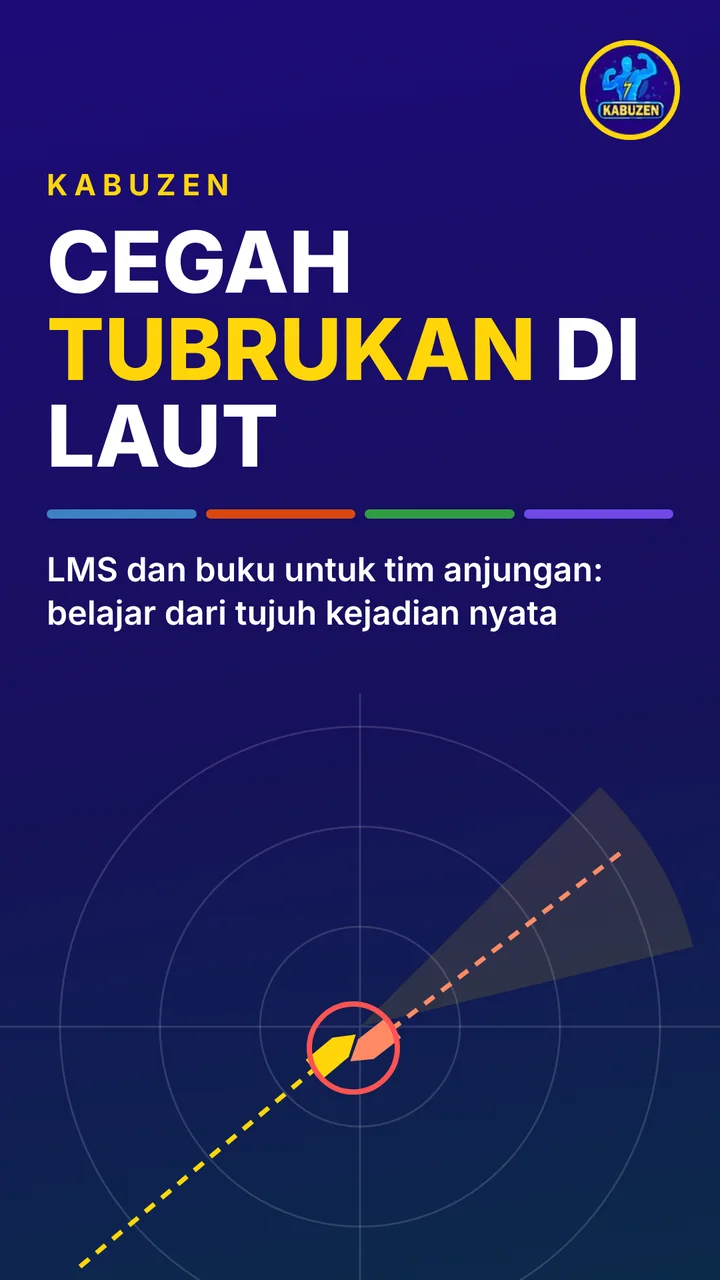 KABUZEN
KABUZEN
CEGAH
TUBRUKAN DI
LAUT
LMS dan buku untuk tim anjungan:
belajar dari tujuh kejadian nyata